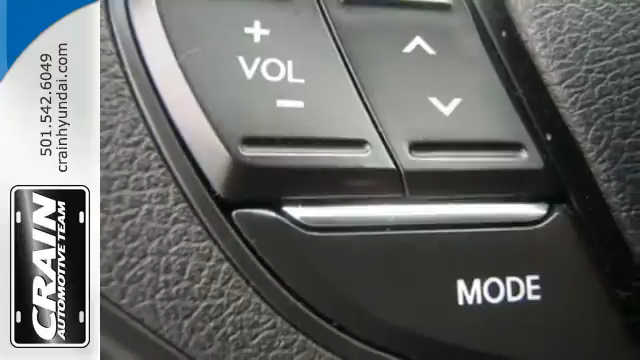 501.542.6049
crainhyundai.com
CRAIN
AUTOMOTIVE TEAM
+
VOL
−
MODE